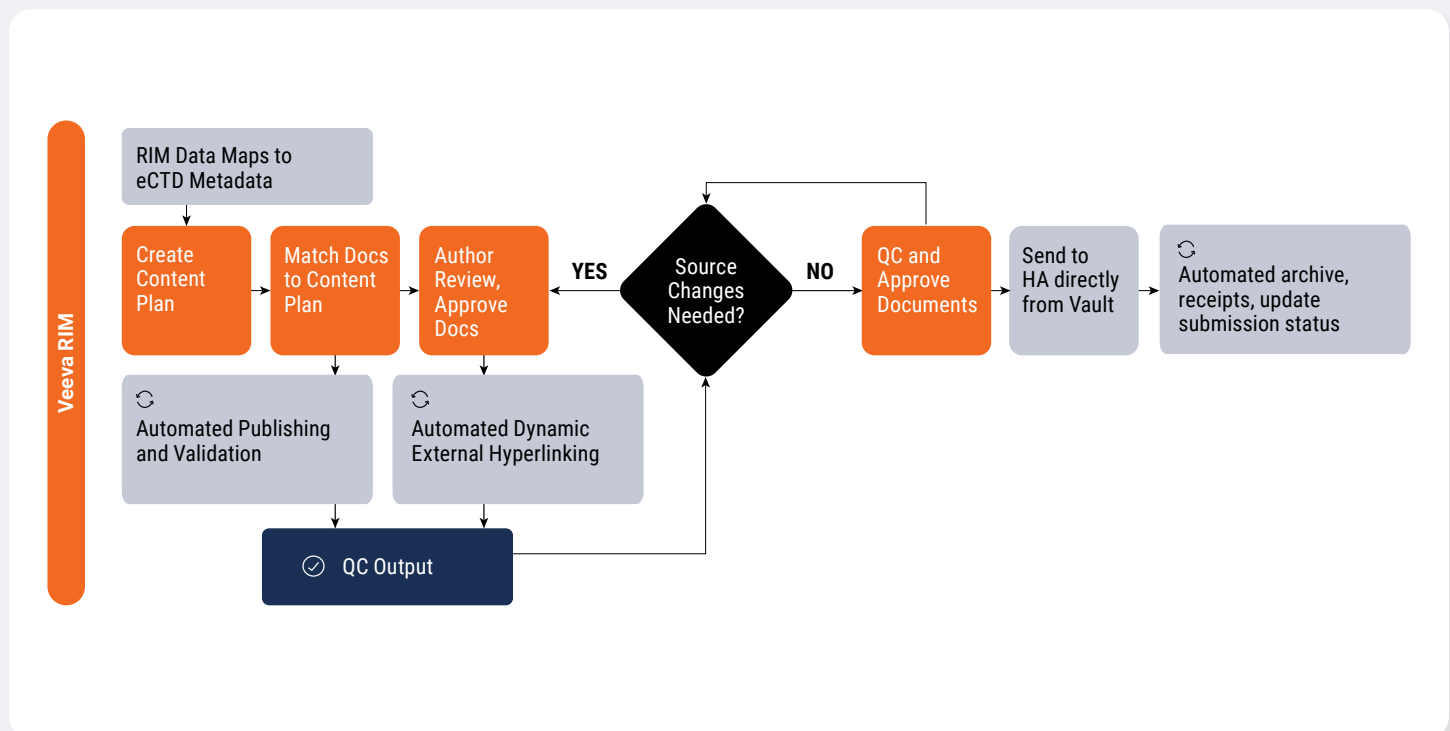 Veeva RIM
RIM Data Maps to
eCTD Metadata
Create
Content
Plan
Match Docs
to Content
Plan
Author
Review,
Approve
Docs
YES
Source
Changes
Needed?
NO
QC and
Approve
Documents
Send to
HA directly
from Vault
Automated archive,
receipts, update
submission status
Automated Publishing
and Validation
Automated Dynamic
External Hyperlinking
QC Output